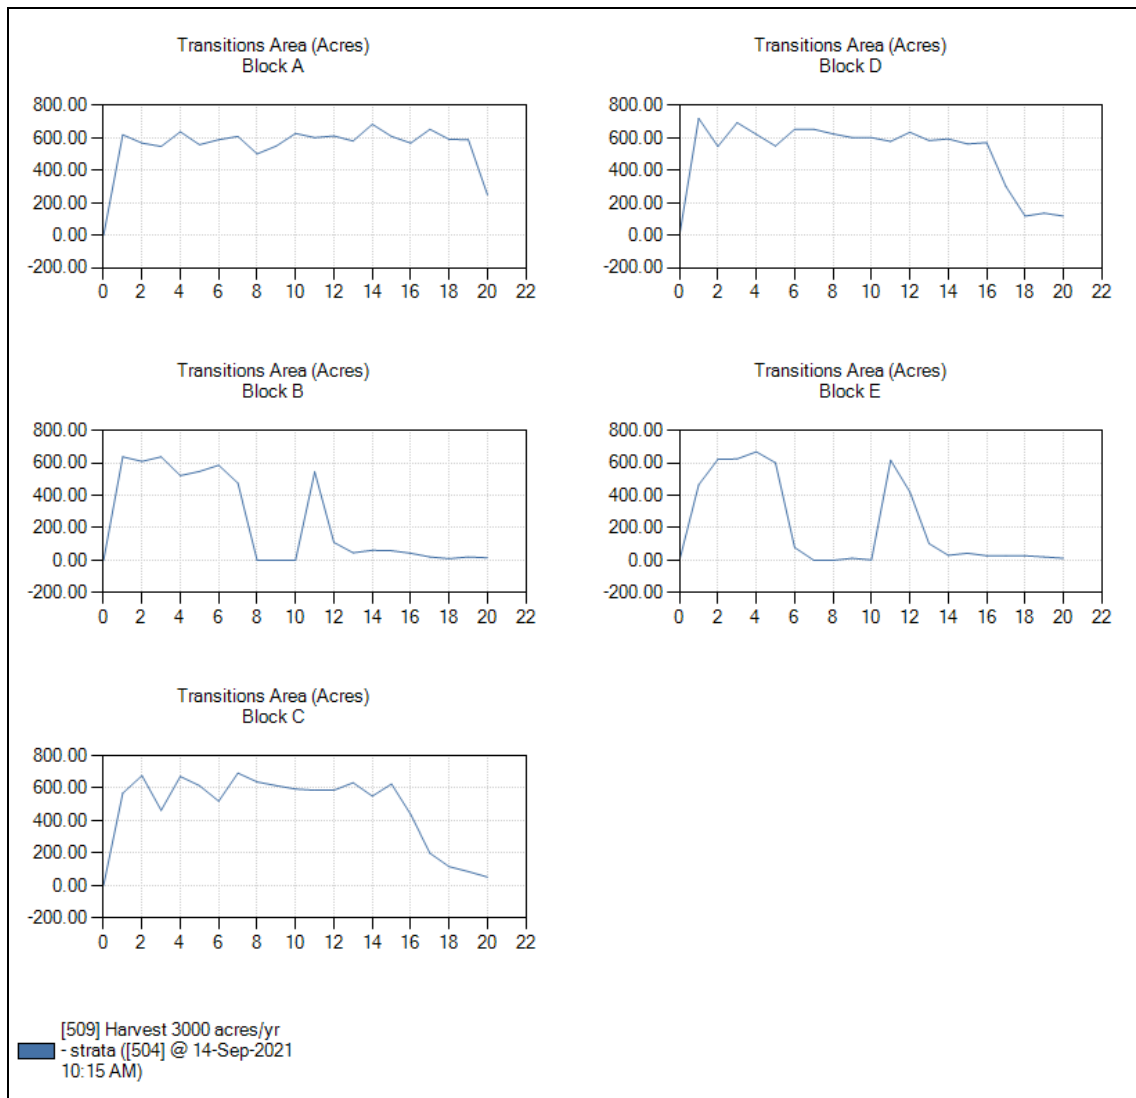 Transitions Area (Acres)
Block A
800.00
600.00
400.00
200.00
0.00
-200.00
0 2 4 6 8 10 12 14 16 18 20 22
Transitions Area (Acres)
Block D
800.00
600.00
400.00
200.00
0.00
-200.00
0 2 4 6 8 10 12 14 16 18 20 22
Transitions Area (Acres)
Block B
800.00
600.00
400.00
200.00
0.00
-200.00
0 2 4 6 8 10 12 14 16 18 20 22
Transitions Area (Acres)
Block E
800.00
600.00
400.00
200.00
0.00
-200.00
0 2 4 6 8 10 12 14 16 18 20 22
Transitions Area (Acres)
Block C
800.00
600.00
400.00
200.00
0.00
-200.00
0 2 4 6 8 10 12 14 16 18 20 22
[509] Harvest 3000 acres/yr
- strata ([504] @ 14-Sep-2021
10:15 AM)